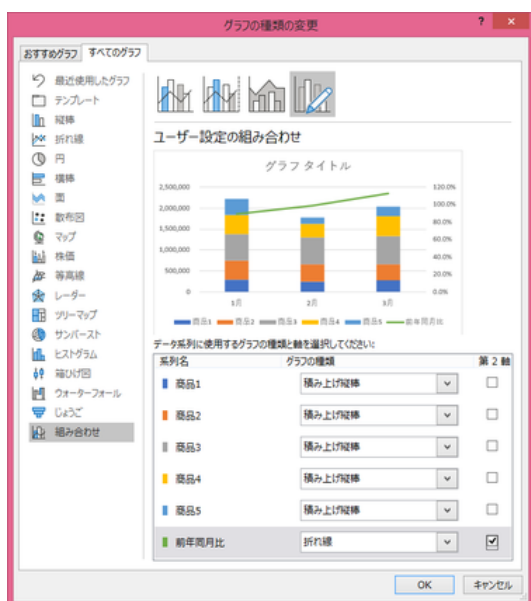 グラフの種類の変更
?
×
おすすめグラフ すべてのグラフ
最近使用したグラフ
テンプレート
縦棒
折れ線
円
横棒
面
散布図
マップ
株価
等高線
レーダー
ツリーマップ
サンバースト
ヒストグラム
箱ひげ図
ウォーターフォール
じょうご
組み合わせ
ユーザー設定の組み合わせ
グラフ タイトル
2,500,000
2,000,000
1,500,000
1,000,000
500,000
0
120.0%
100.0%
80.0%
60.0%
40.0%
20.0%
0.0%
1月 2月 3月
商品1 商品2 商品3 商品4 商品5 前年同月比
データ系列に使用するグラフの種類と軸を選択してください:
系列名 グラフの種類 第 2 軸
商品1 積み上げ縦棒
商品2 積み上げ縦棒
商品3 積み上げ縦棒
商品4 積み上げ縦棒
商品5 積み上げ縦棒
前年同月比 折れ線
OK キャンセル